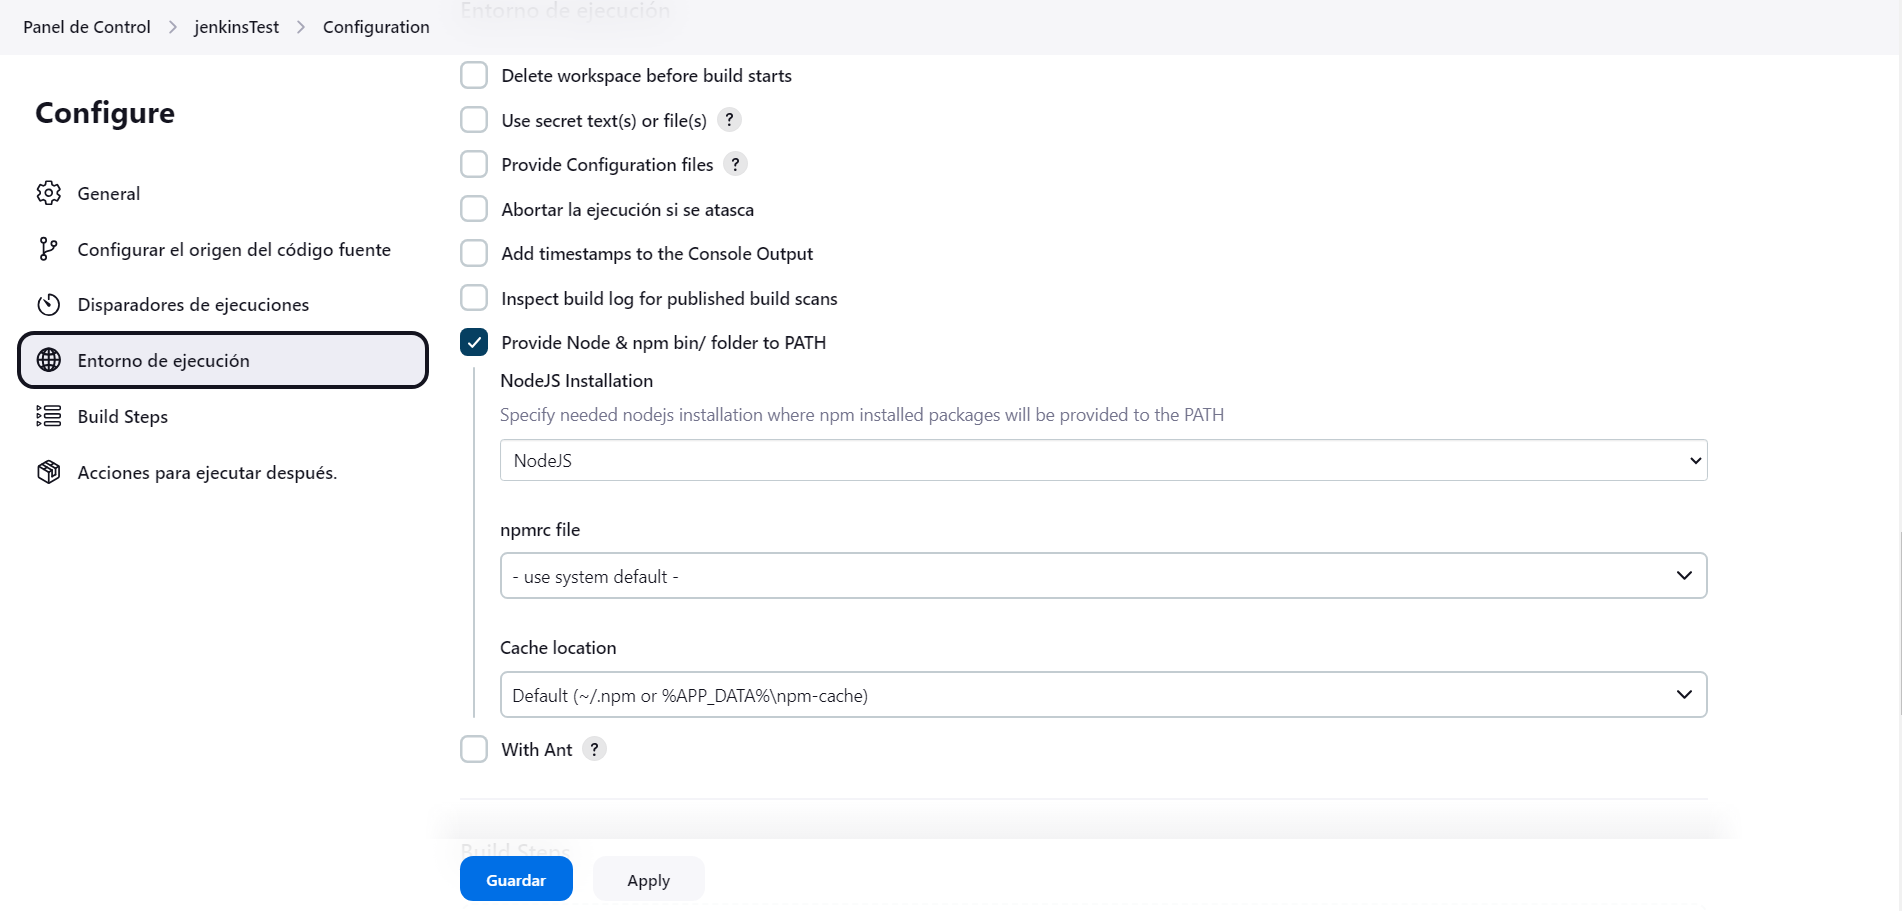 Entorno de ejecución
Panel de Control > jenkinsTest > Configuration
Configure
General
Configurar el origen del código fuente
Disparadores de ejecuciones
Entorno de ejecución
Build Steps
Acciones para ejecutar después.
Delete workspace before build starts
Use secret text(s) or file(s) ?
Provide Configuration files ?
Abortar la ejecución si se atasca
Add timestamps to the Console Output
Inspect build log for published build scans
Provide Node & npm bin/ folder to PATH
NodeJS Installation
Specify needed nodejs installation where npm installed packages will be provided to the PATH
NodeJS
npmrc file
- use system default -
Cache location
Default (~/.npm or %APP_DATA%\npm-cache)
With Ant ?
Build Steps
Guardar
Apply